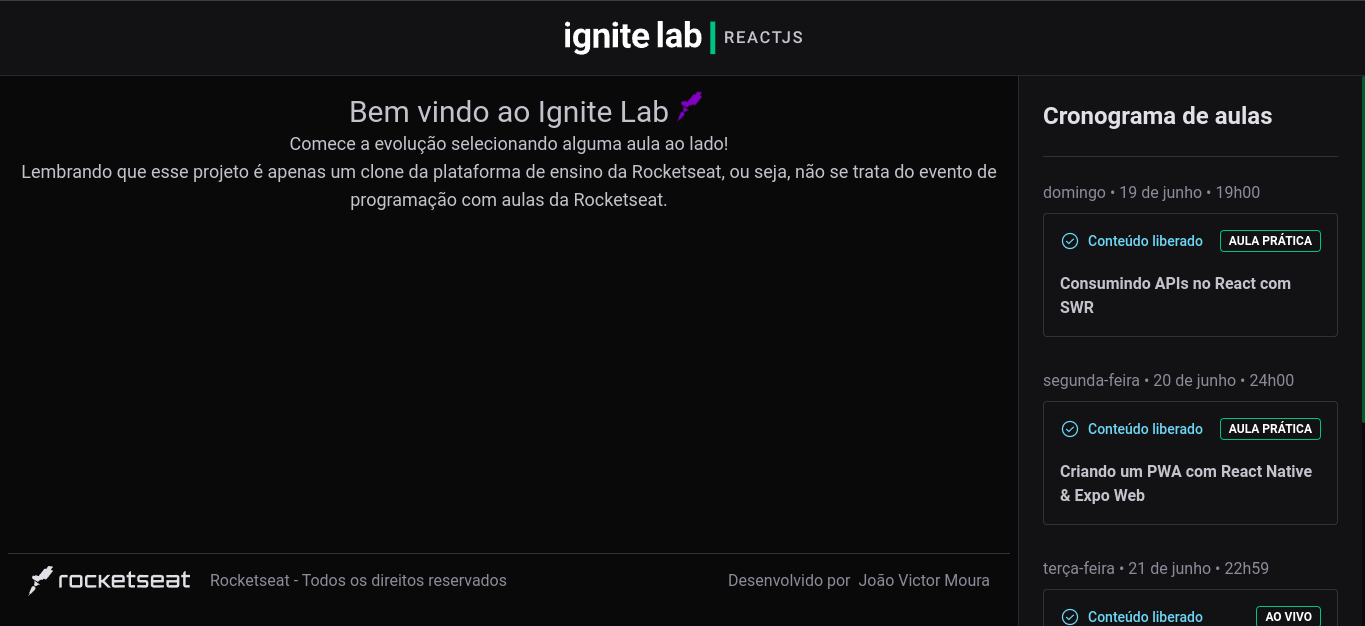 ignite lab REACTJS
Bem vindo ao Ignite Lab
Comece a evolução selecionando alguma aula ao lado!
Lembrando que esse projeto é apenas um clone da plataforma de ensino da Rocketseat, ou seja, não se trata do evento de
programação com aulas da Rocketseat.
rocketseat Rocketseat - Todos os direitos reservados Desenvolvido por João Victor Moura
Cronograma de aulas
domingo • 19 de junho • 19h00
Conteúdo liberado AULA PRÁTICA
Consumindo APIs no React com
SWR
segunda-feira • 20 de junho • 24h00
Conteúdo liberado AULA PRÁTICA
Criando um PWA com React Native
& Expo Web
terça-feira • 21 de junho • 22h59
Conteúdo liberado AO VIVO